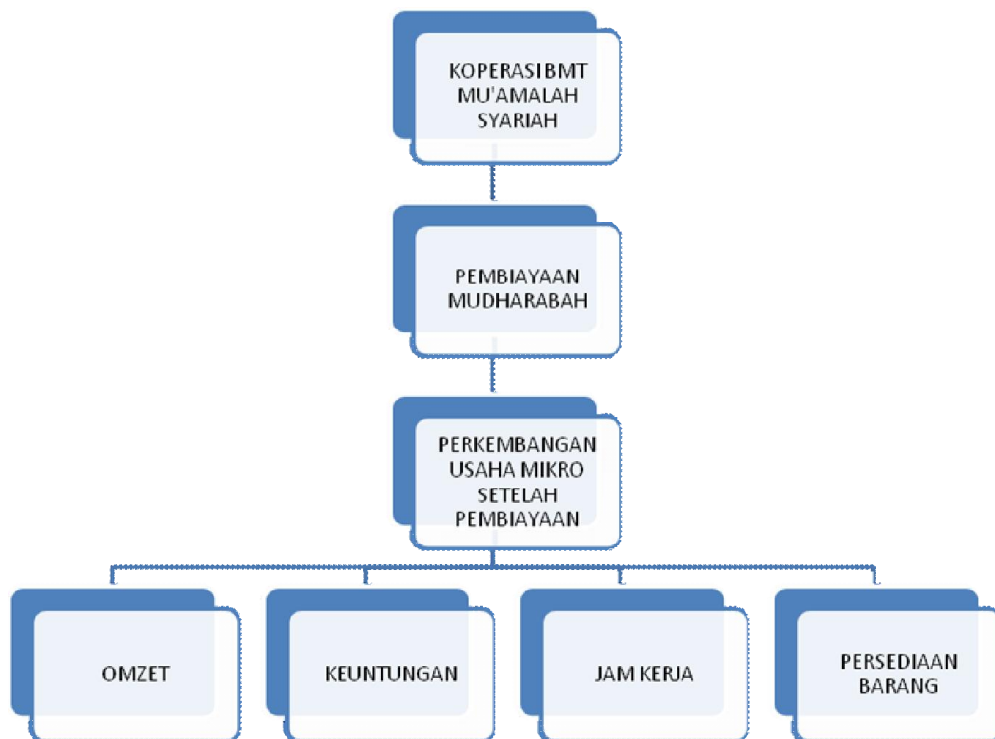 KOPERASI BMT
MU'AMALAH
SYARIAH
PEMBIAYAAN
MUDHARABAH
PERKEMBANGAN
USAHA MIKRO
SETELAH
PEMBIAYAAN
OMZET
KEUNTUNGAN
JAM KERJA
PERSEDIAAN
BARANG